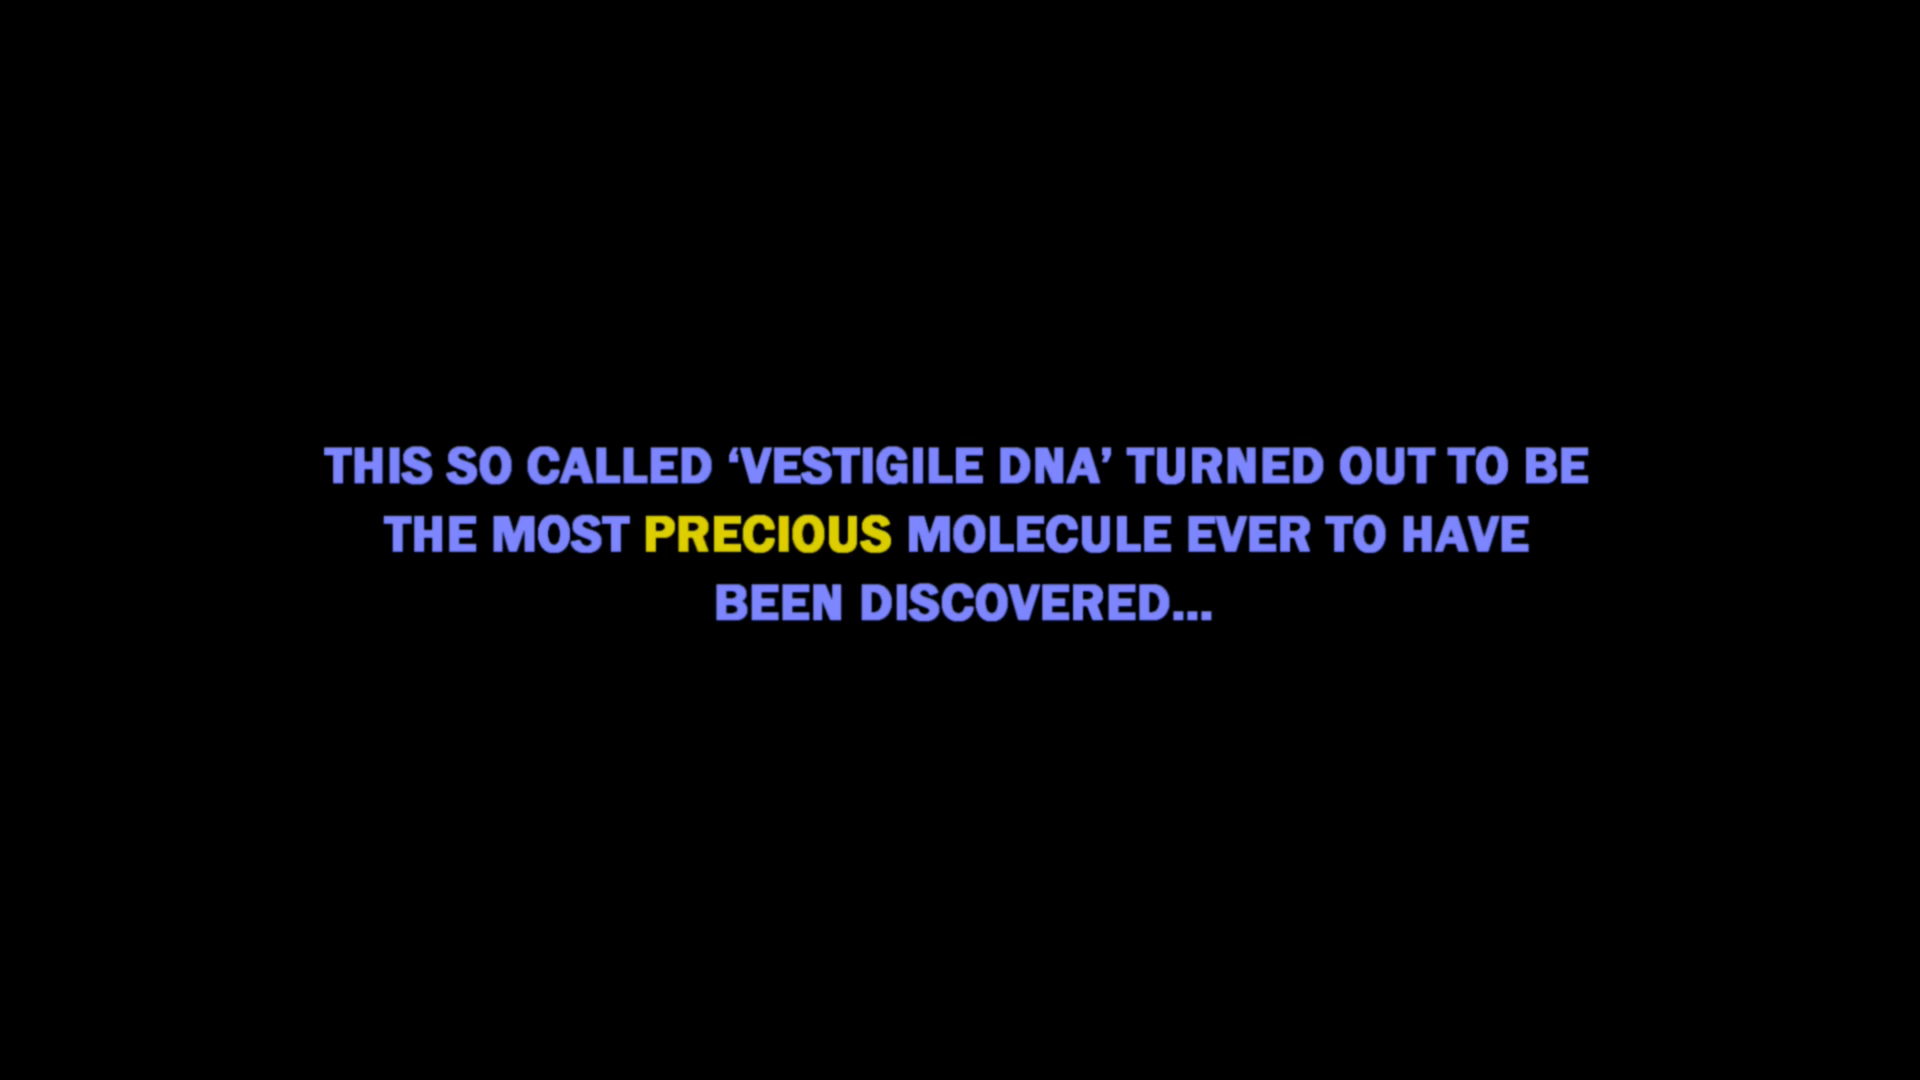 THIS SO CALLED ‘VESTIGILE DNA’ TURNED OUT TO BE
THE MOST PRECIOUS MOLECULE EVER TO HAVE
BEEN DISCOVERED...